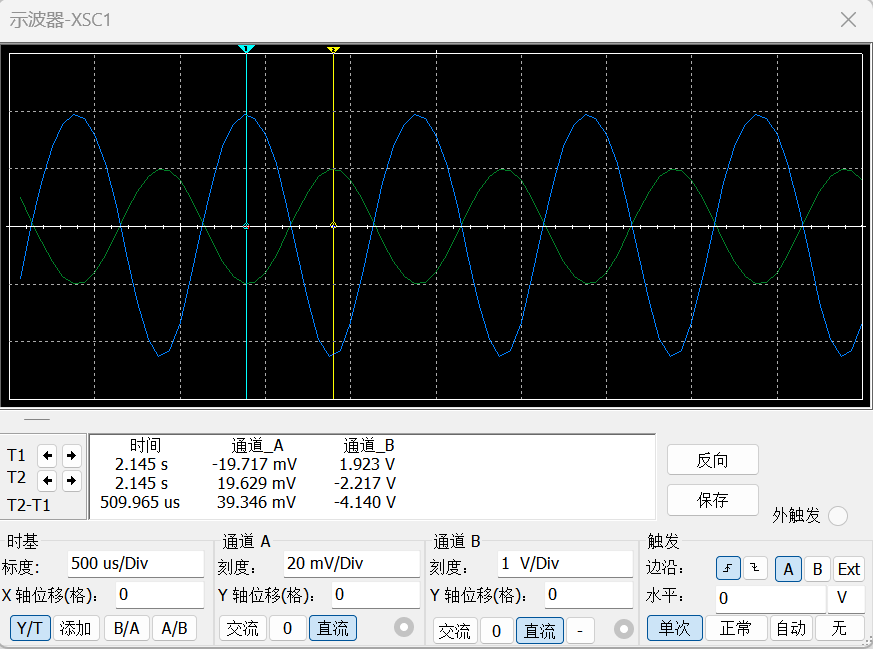 示波器-XSC1
1 2
时间 通道_A 通道_B
T1 2.145 s -19.717 mV 1.923 V
T2 2.145 s 19.629 mV -2.217 V
T2-T1 509.965 us 39.346 mV -4.140 V
反向
保存
外触发
时基 通道 A 通道 B 触发
标度: 500 us/Div 刻度: 20 mV/Div 刻度: 1 V/Div 边沿: A B Ext
X 轴位移(格): 0 Y 轴位移(格): 0 Y 轴位移(格): 0 水平: 0 V
Y/T 添加 B/A A/B 交流 0 直流 交流 0 直流 - 单次 正常 自动 无